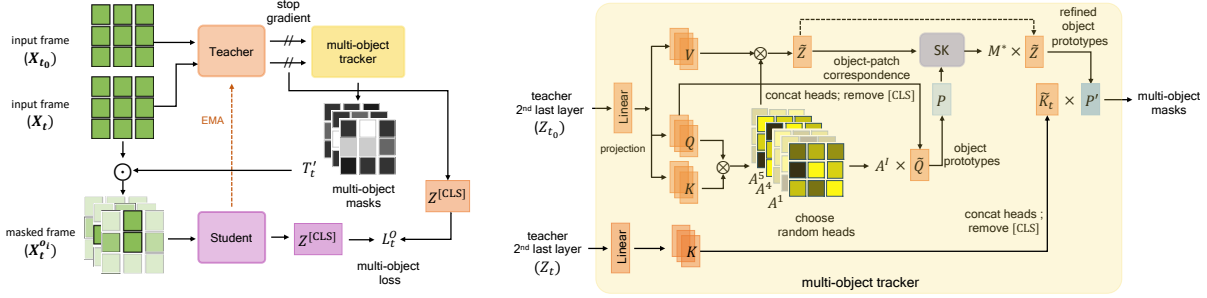 input frame
(X_{t_0})
input frame
(X_t)
Teacher
stop
gradient
multi-object
tracker
EMA
T'_t
multi-object
masks
Z^{[CLS]}
masked frame
(X_t^{o_i})
Student
Z^{[CLS]}
L_t^O
multi-object
loss
teacher
2nd last layer
(Z_{t_0})
Linear
projection
V
Q
K
concat heads; remove [CLS]
A^5
A^4
A^1
choose
random heads
Z̃
object-patch
correspondence
A^I × Q̃
P
object
prototypes
SK
M* × Z̃
refined
object
prototypes
K̃_t × P'
multi-object
masks
teacher
2nd last layer
(Z_t)
Linear
K
concat heads ;
remove [CLS]
multi-object tracker